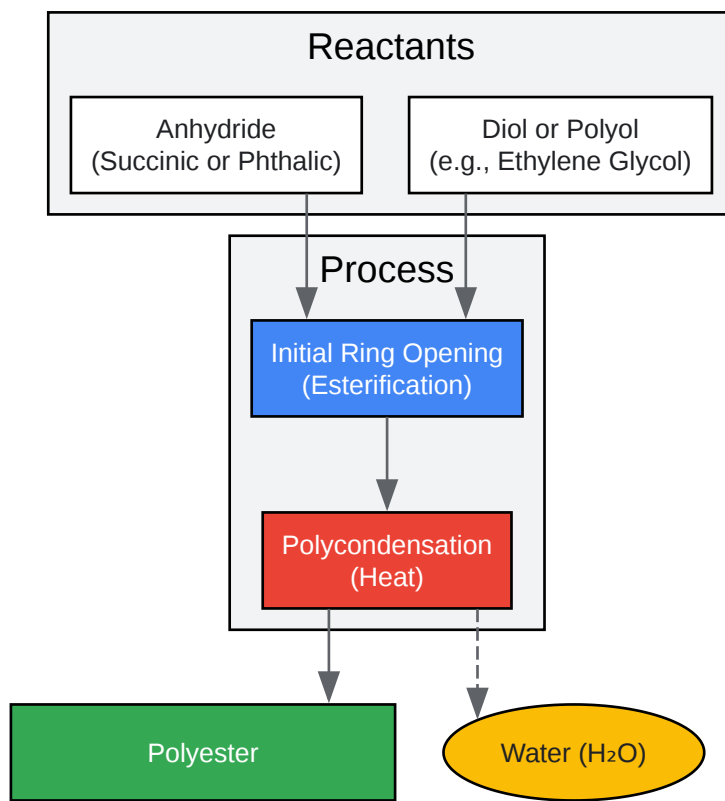 Reactants
Anhydride
(Succinic or Phthalic)
Diol or Polyol
(e.g., Ethylene Glycol)
Process
Initial Ring Opening
(Esterification)
Polycondensation
(Heat)
Polyester
Water (H₂O)